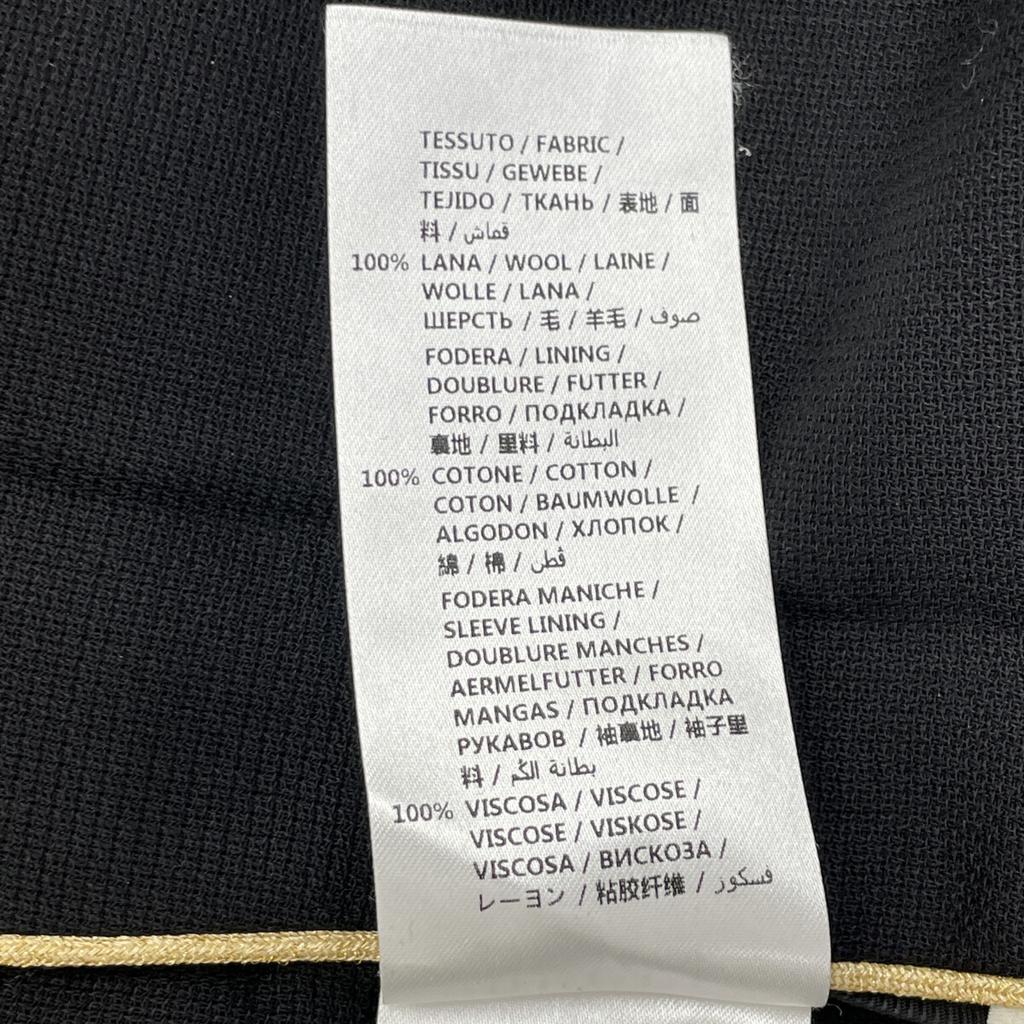 TESSUTO / FABRIC /
TISSU / GEWEBE /
TEJIDO / ТКАНЬ / 表地 / 面
料 / قماش
100% LANA / WOOL / LAINE /
WOLLE / LANA /
ШЕРСТЬ / 毛 / 羊毛 / صوف
FODERA / LINING /
DOUBLURE / FUTTER /
FORRO / ПОДКЛАДКА /
裏地 / 里料 / البطانة
100% COTONE / COTTON /
COTON / BAUMWOLLE /
ALGODON / ХЛОПОК /
綿 / 棉 / قطن
FODERA MANICHE /
SLEEVE LINING /
DOUBLURE MANCHES /
AERMELFUTTER / FORRO
MANGAS / ПОДКЛАДКА
РУКАВОВ / 袖裏地 / 袖子里
料 / بطانة الكُم
100% VISCOSA / VISCOSE /
VISCOSE / VISKOSE /
VISCOSA / ВИСКОЗА /
レーヨン / 粘胶纤维 / فسكوز